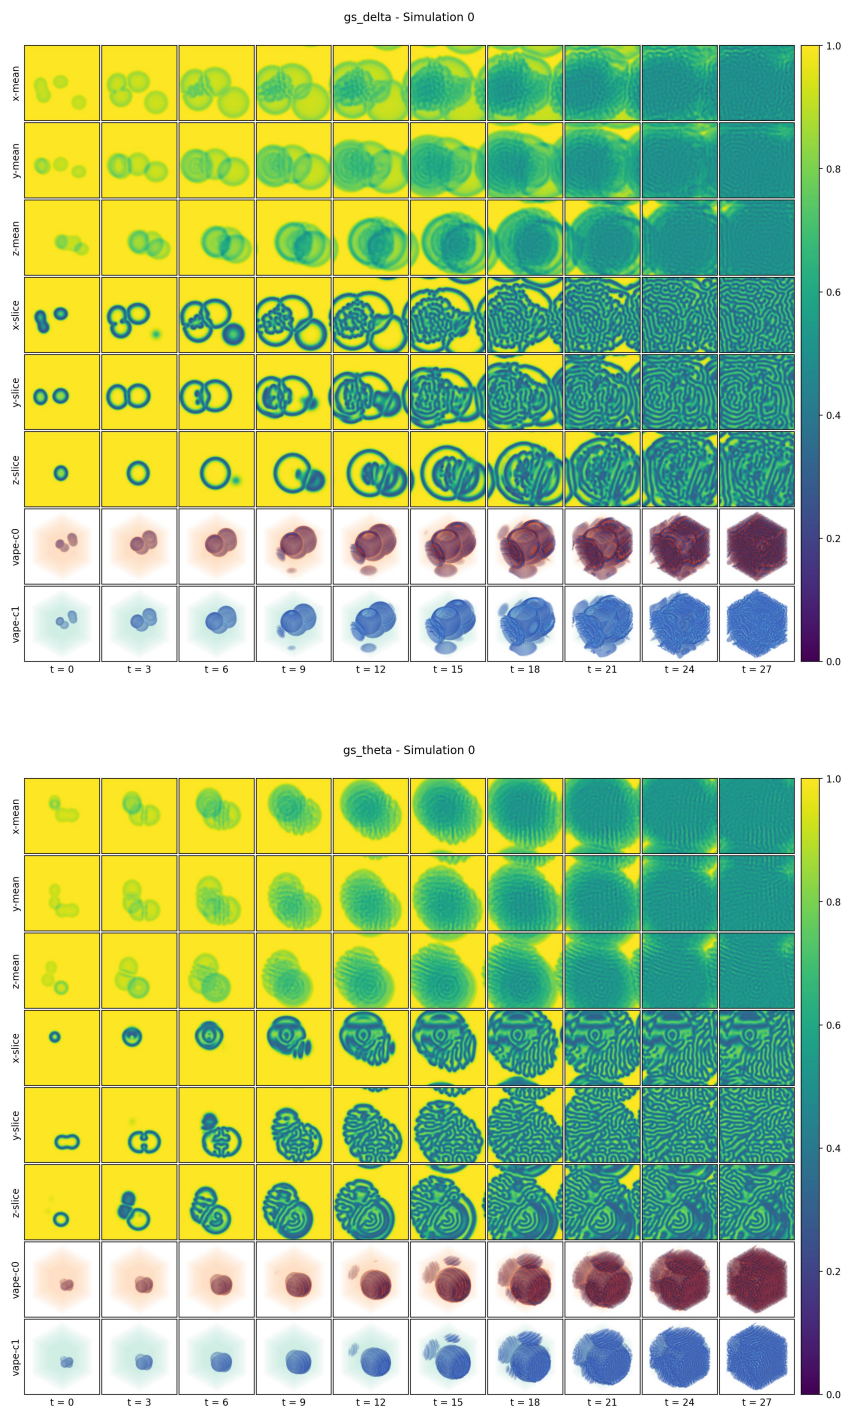 gs_delta - Simulation 0
x-mean
y-mean
z-mean
x-slice
y-slice
z-slice
vape-c0
vape-c1
t = 0 t = 3 t = 6 t = 9 t = 12 t = 15 t = 18 t = 21 t = 24 t = 27
1.0
0.8
0.6
0.4
0.2
0.0
gs_theta - Simulation 0
x-mean
y-mean
z-mean
x-slice
y-slice
z-slice
vape-c0
vape-c1
t = 0 t = 3 t = 6 t = 9 t = 12 t = 15 t = 18 t = 21 t = 24 t = 27
1.0
0.8
0.6
0.4
0.2
0.0